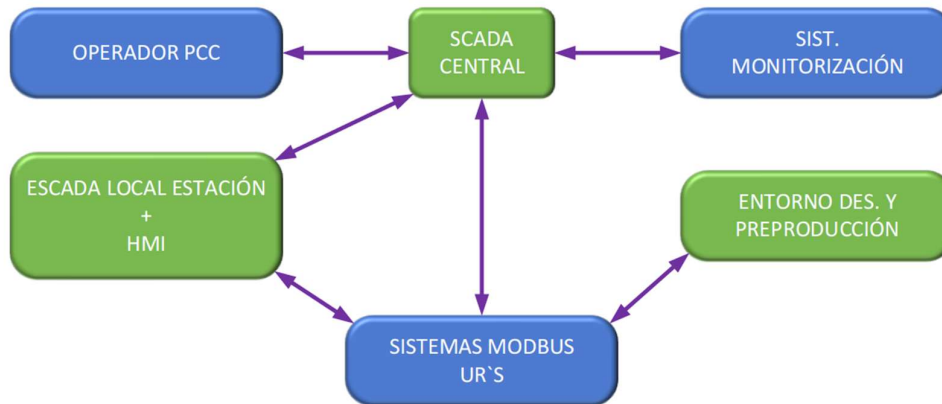 OPERADOR PCC
SCADA
CENTRAL
SIST.
MONITORIZACIÓN
ESCADA LOCAL ESTACIÓN
+
HMI
ENTORNO DES. Y
PREPRODUCCIÓN
SISTEMAS MODBUS
UR`S